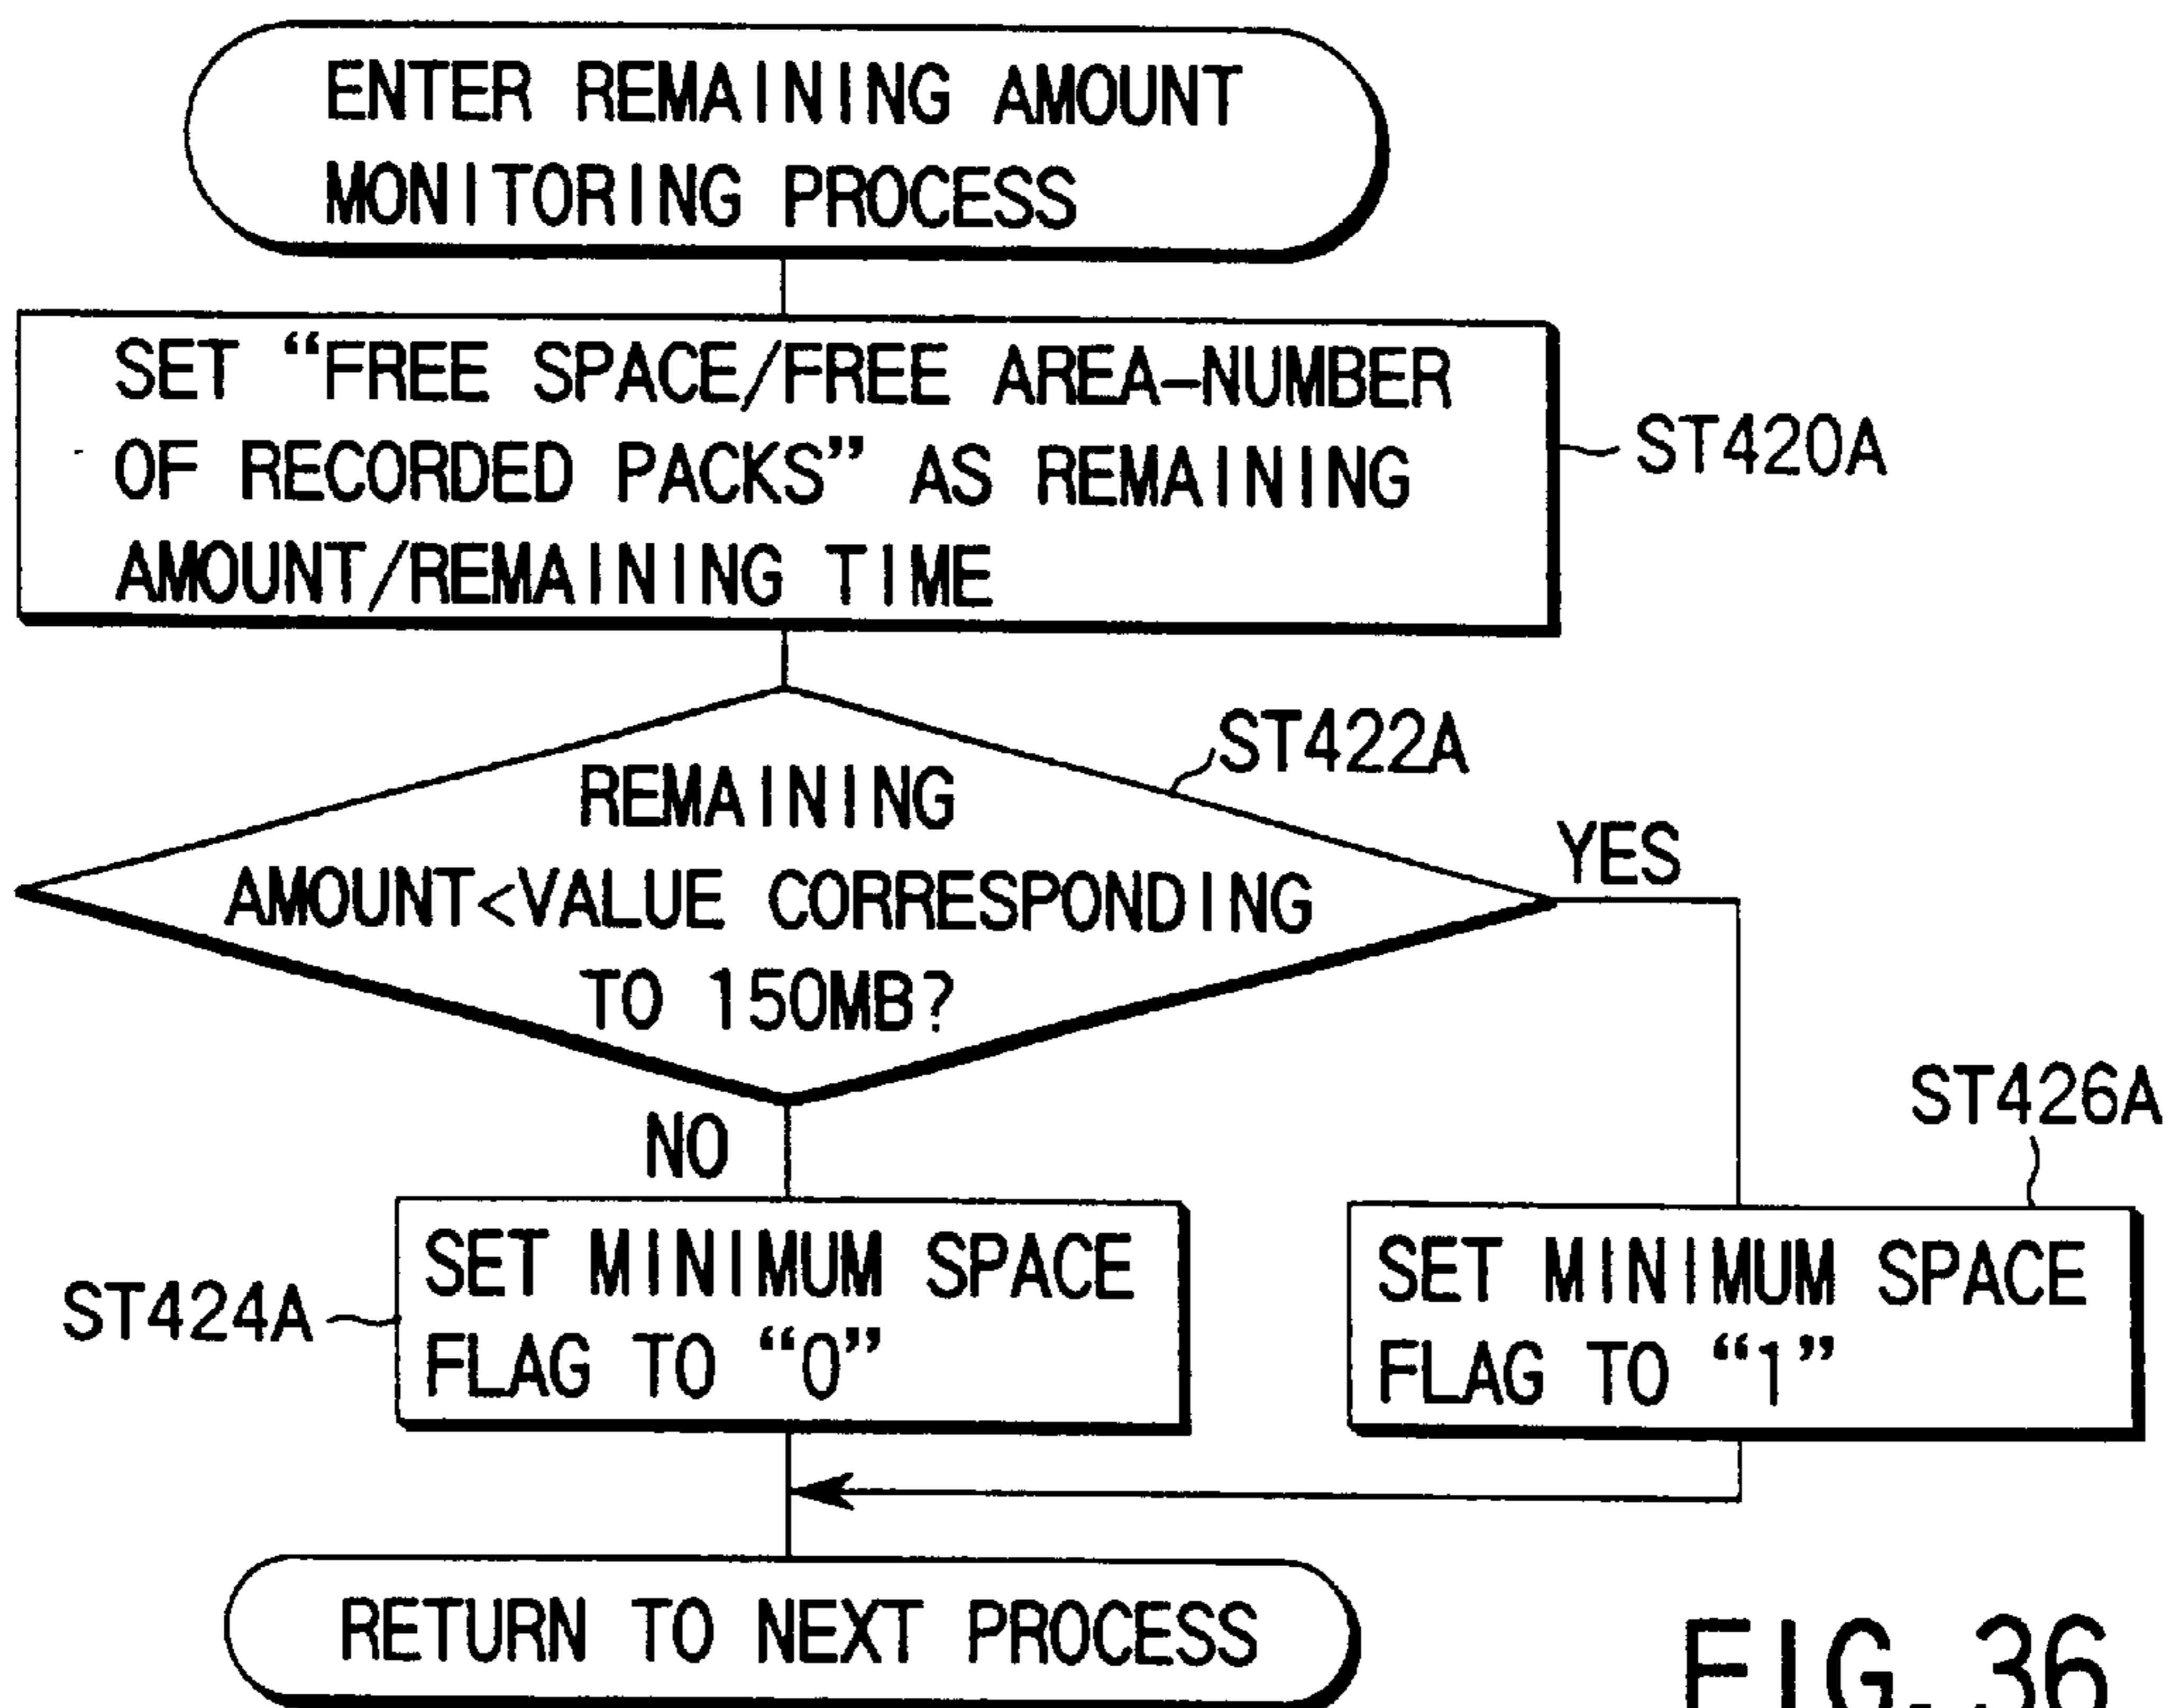 ENTER REMAINING AMOUNT
MONITORING PROCESS
SET “FREE SPACE/FREE AREA-NUMBER
OF RECORDED PACKS” AS REMAINING
AMOUNT/REMAINING TIME
ST420A
ST422A
REMAINING
AMOUNT<VALUE CORRESPONDING
TO 150MB?
YES
NO
ST426A
ST424A
SET MINIMUM SPACE
FLAG TO “0”
SET MINIMUM SPACE
FLAG TO “1”
RETURN TO NEXT PROCESS
FIG. 36